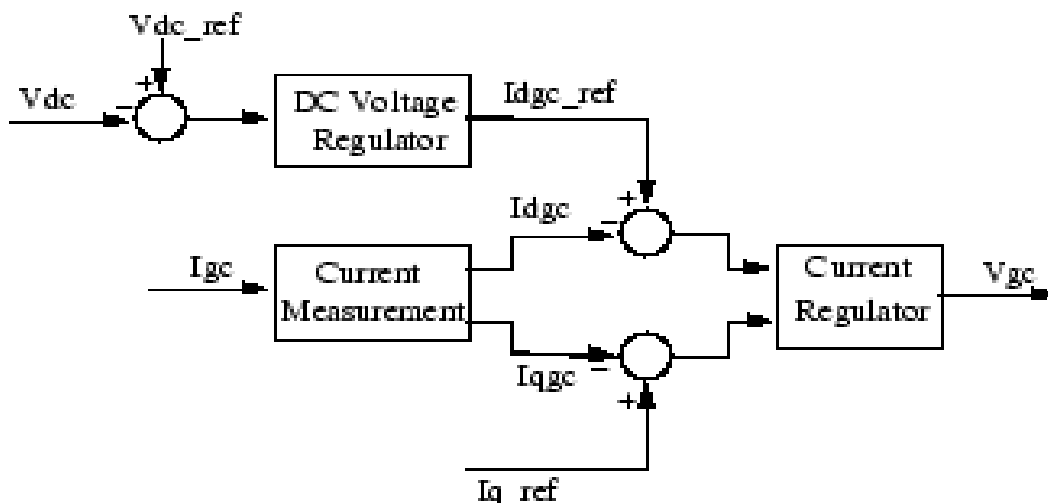 Vdc_ref
+
Vdc
−
DC Voltage
Regulator
Idgc_ref
+
−
Idgc
Igc
Current
Measurement
Current
Regulator
Vgc
Iqgc
−
+
Iq_ref